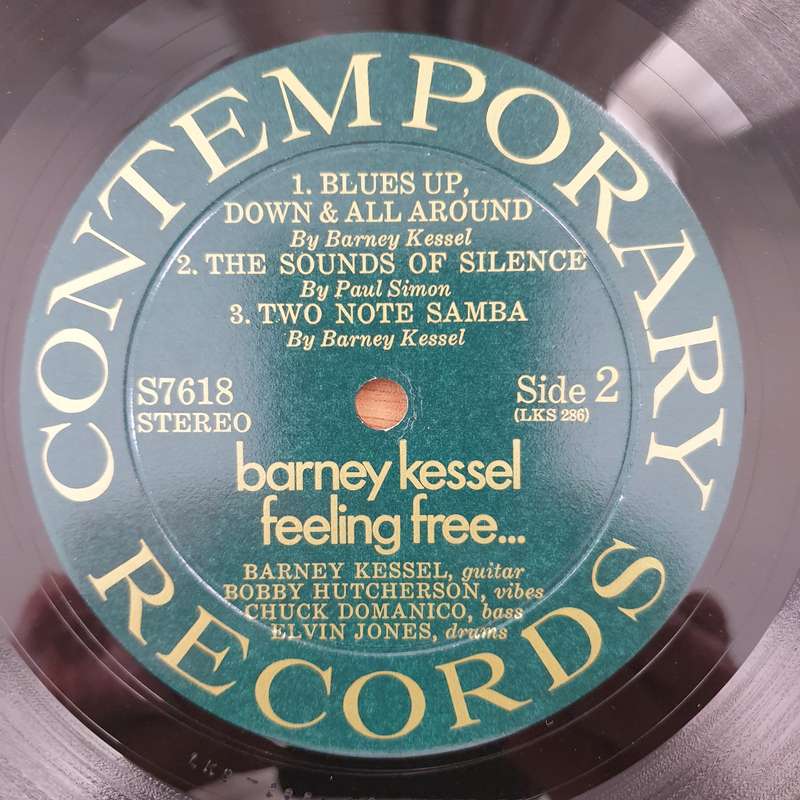 CONTEMPORARY
1. BLUES UP,
DOWN & ALL AROUND
By Barney Kessel
2. THE SOUNDS OF SILENCE
By Paul Simon
3. TWO NOTE SAMBA
By Barney Kessel
S7618
STEREO
Side 2
(LKS 286)
barney kessel
feeling free...
BARNEY KESSEL, guitar
BOBBY HUTCHERSON, vibes
CHUCK DOMANICO, bass
ELVIN JONES, drums
RECORDS